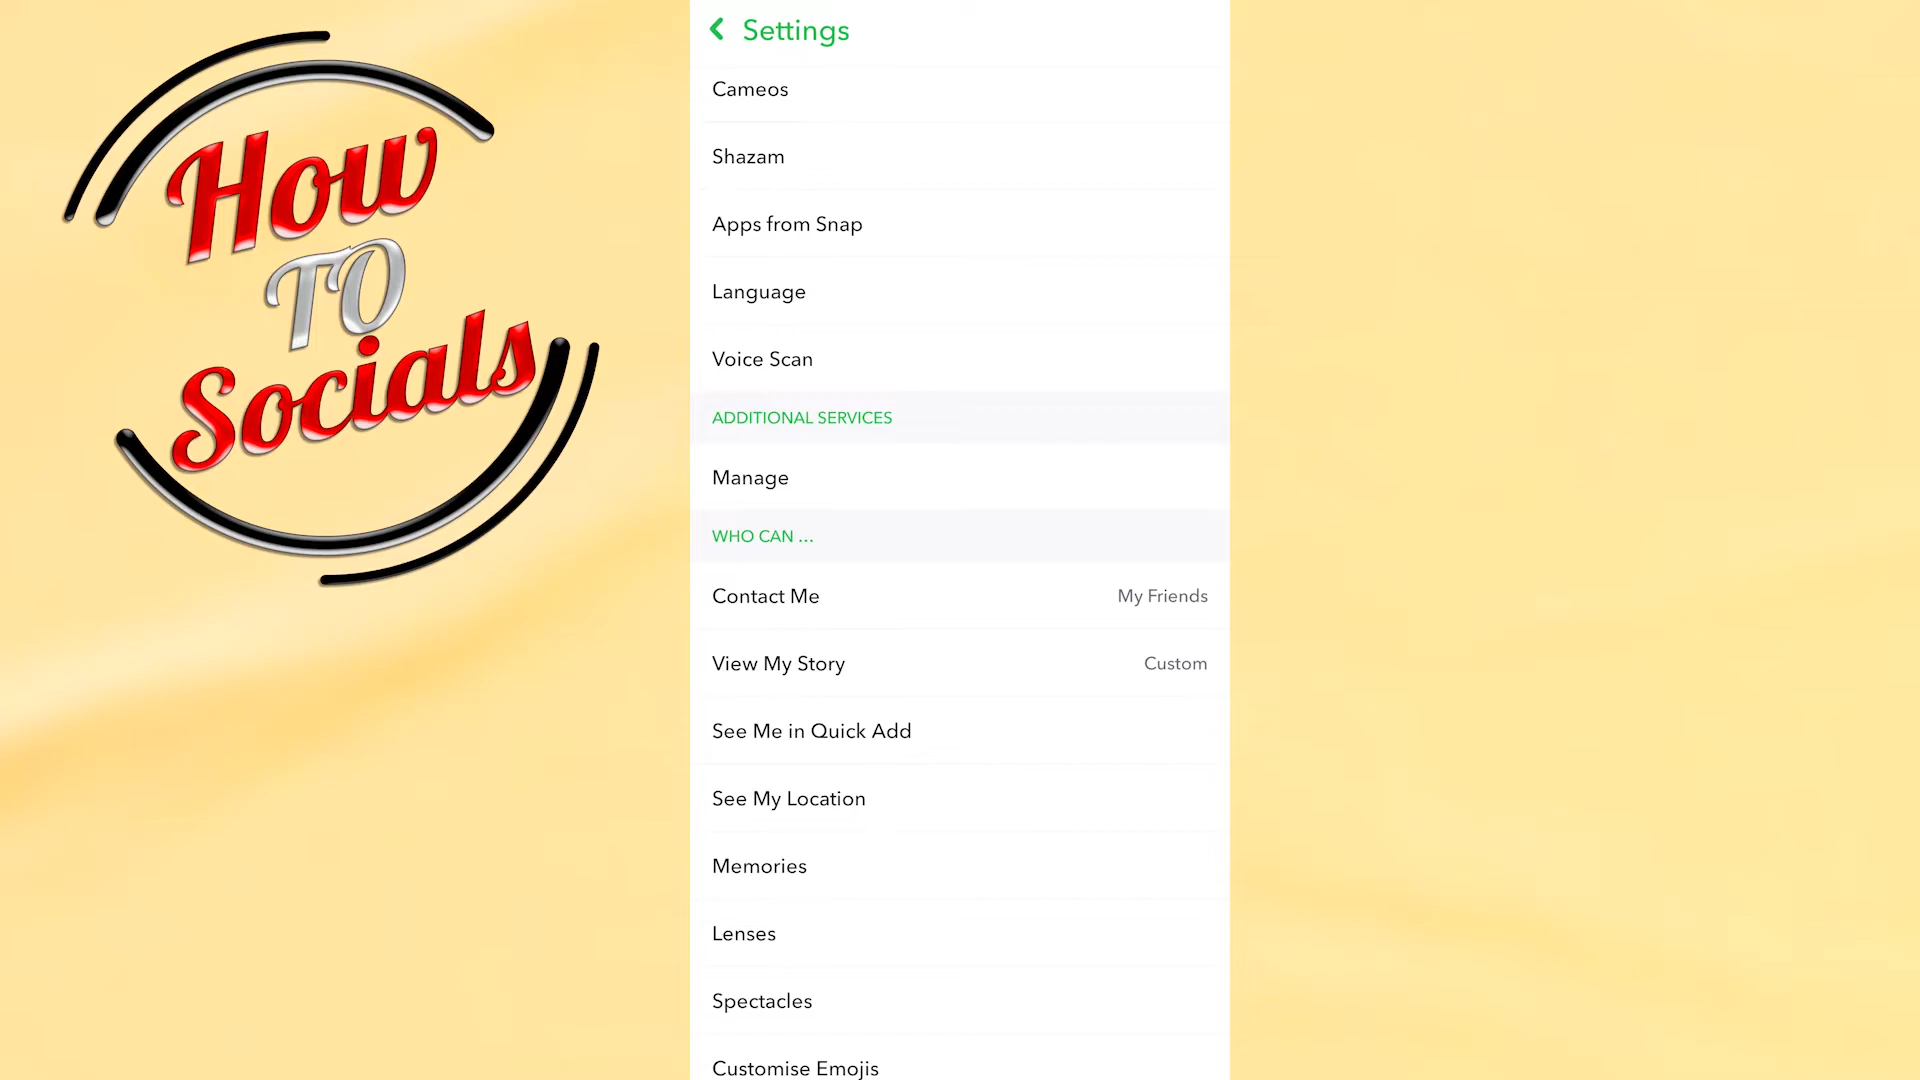 How
TO
Socials
Settings
Cameos
Shazam
Apps from Snap
Language
Voice Scan
ADDITIONAL SERVICES
Manage
WHO CAN ...
Contact Me My Friends
View My Story Custom
See Me in Quick Add
See My Location
Memories
Lenses
Spectacles
Customise Emojis